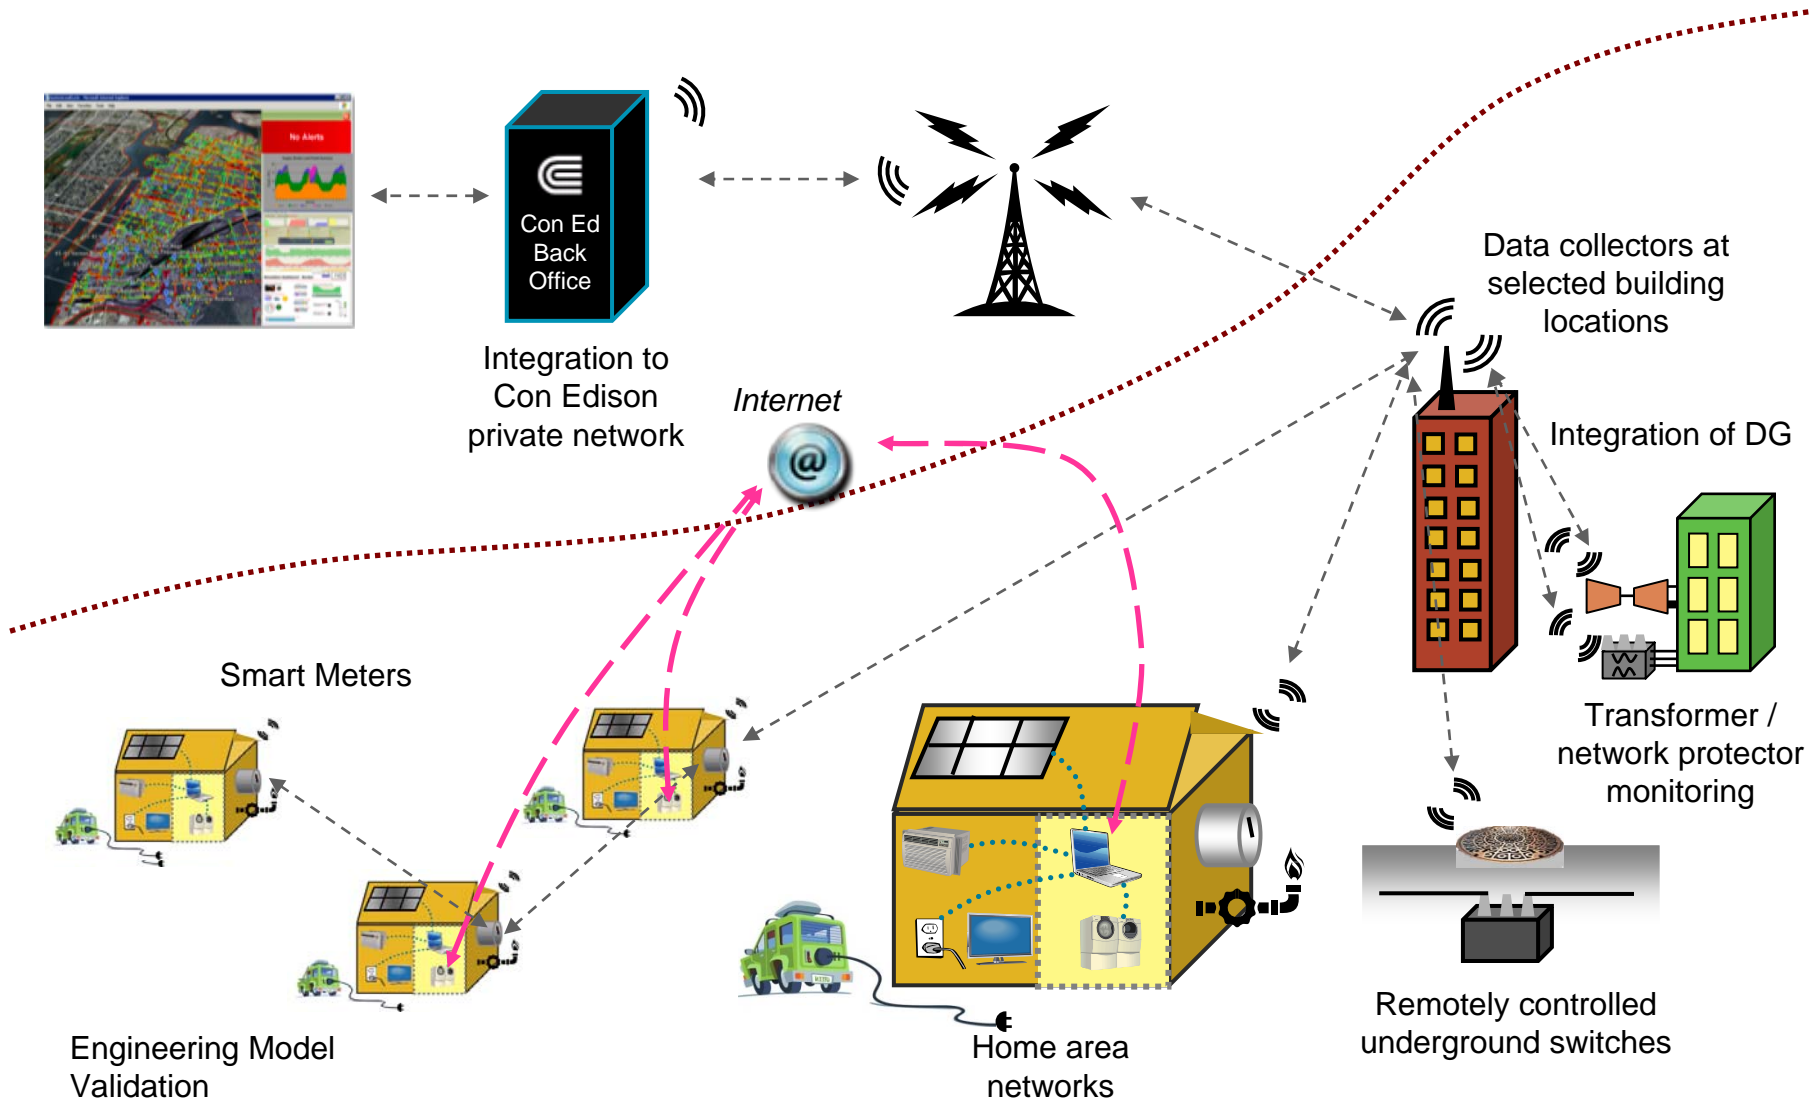 No Alerts
Con Ed
Back
Office
Integration to
Con Edison
private network
Internet
@
Data collectors at
selected building
locations
Integration of DG
Transformer /
network protector
monitoring
Smart Meters
Remotely controlled
underground switches
Home area
networks
Engineering Model
Validation